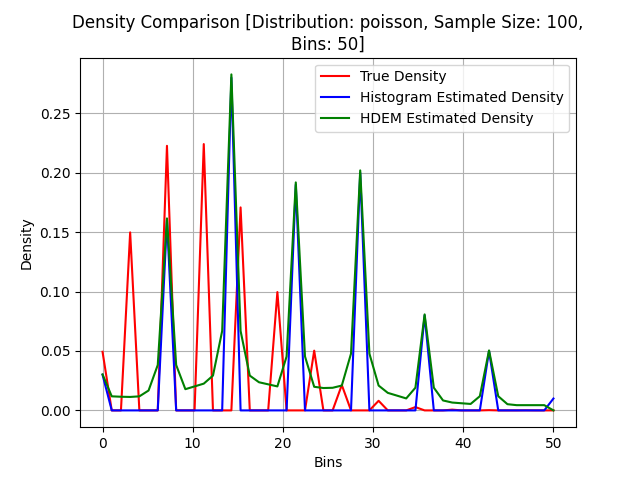 Density Comparison [Distribution: poisson, Sample Size: 100,
Bins: 50]
True Density
Histogram Estimated Density
HDEM Estimated Density
Density
0.25
0.20
0.15
0.10
0.05
0.00
0 10 20 30 40 50
Bins